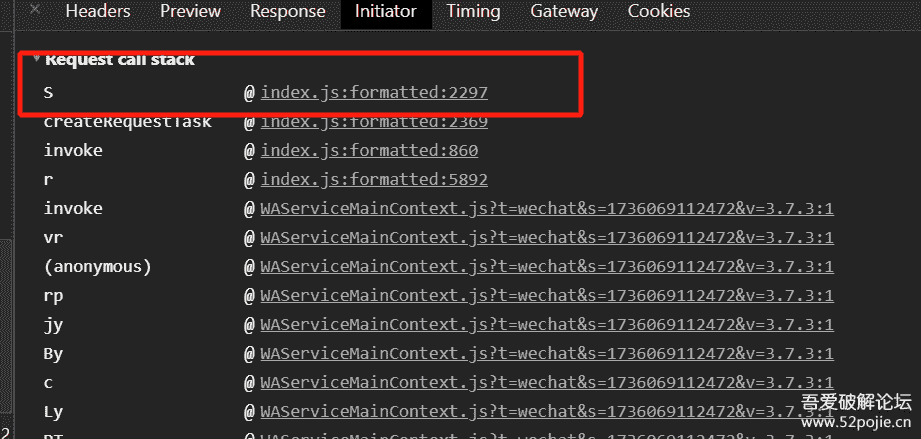 × Headers Preview Response Initiator Timing Gateway Cookies
▼ Request call stack
S @ index.js:formatted:2297
createRequestTask @ index.js:formatted:2369
invoke @ index.js:formatted:860
r @ index.js:formatted:5892
invoke @ WAServiceMainContext.js?t=wechat&s=1736069112472&v=3.7.3:1
vr @ WAServiceMainContext.js?t=wechat&s=1736069112472&v=3.7.3:1
(anonymous) @ WAServiceMainContext.js?t=wechat&s=1736069112472&v=3.7.3:1
rp @ WAServiceMainContext.js?t=wechat&s=1736069112472&v=3.7.3:1
jy @ WAServiceMainContext.js?t=wechat&s=1736069112472&v=3.7.3:1
By @ WAServiceMainContext.js?t=wechat&s=1736069112472&v=3.7.3:1
c @ WAServiceMainContext.js?t=wechat&s=1736069112472&v=3.7.3:1
Ly @ WAServiceMainContext.js?t=wechat&s=1736069112472&v=3.7.3:1
吾爱破解论坛
www.52pojie.cn
2